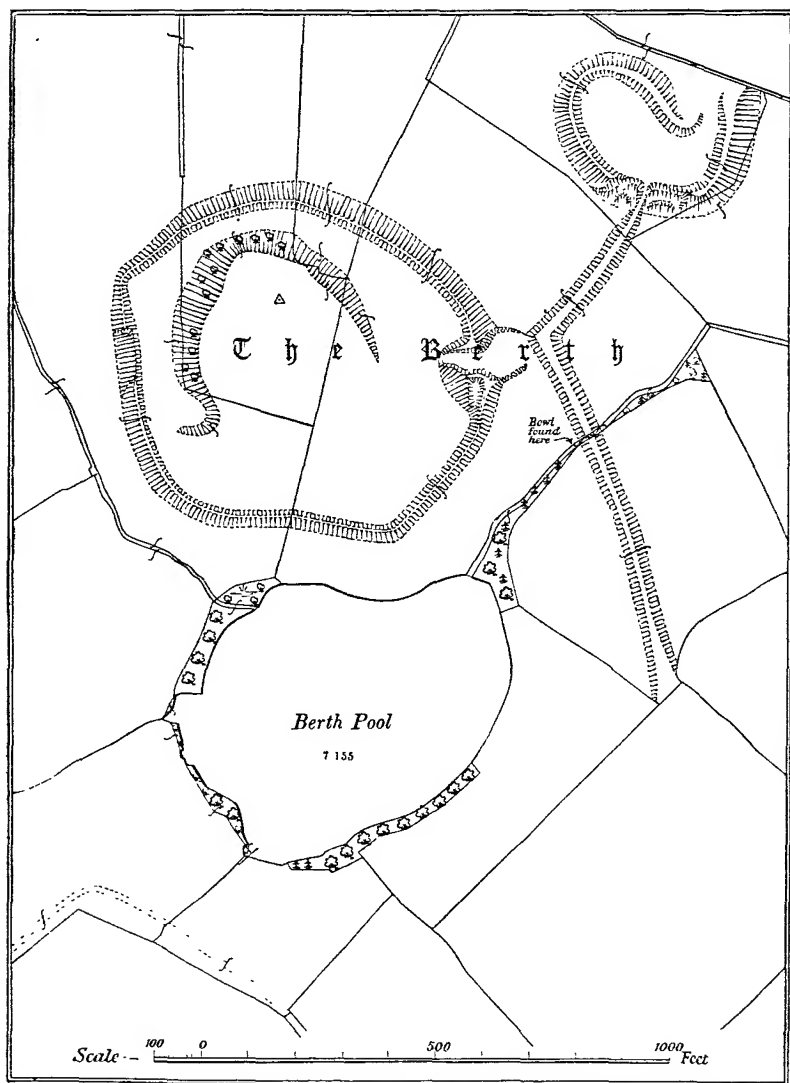 The Berth
Bowl
found
here
Berth Pool
7 155
100 0 500 1000
Scale Feet